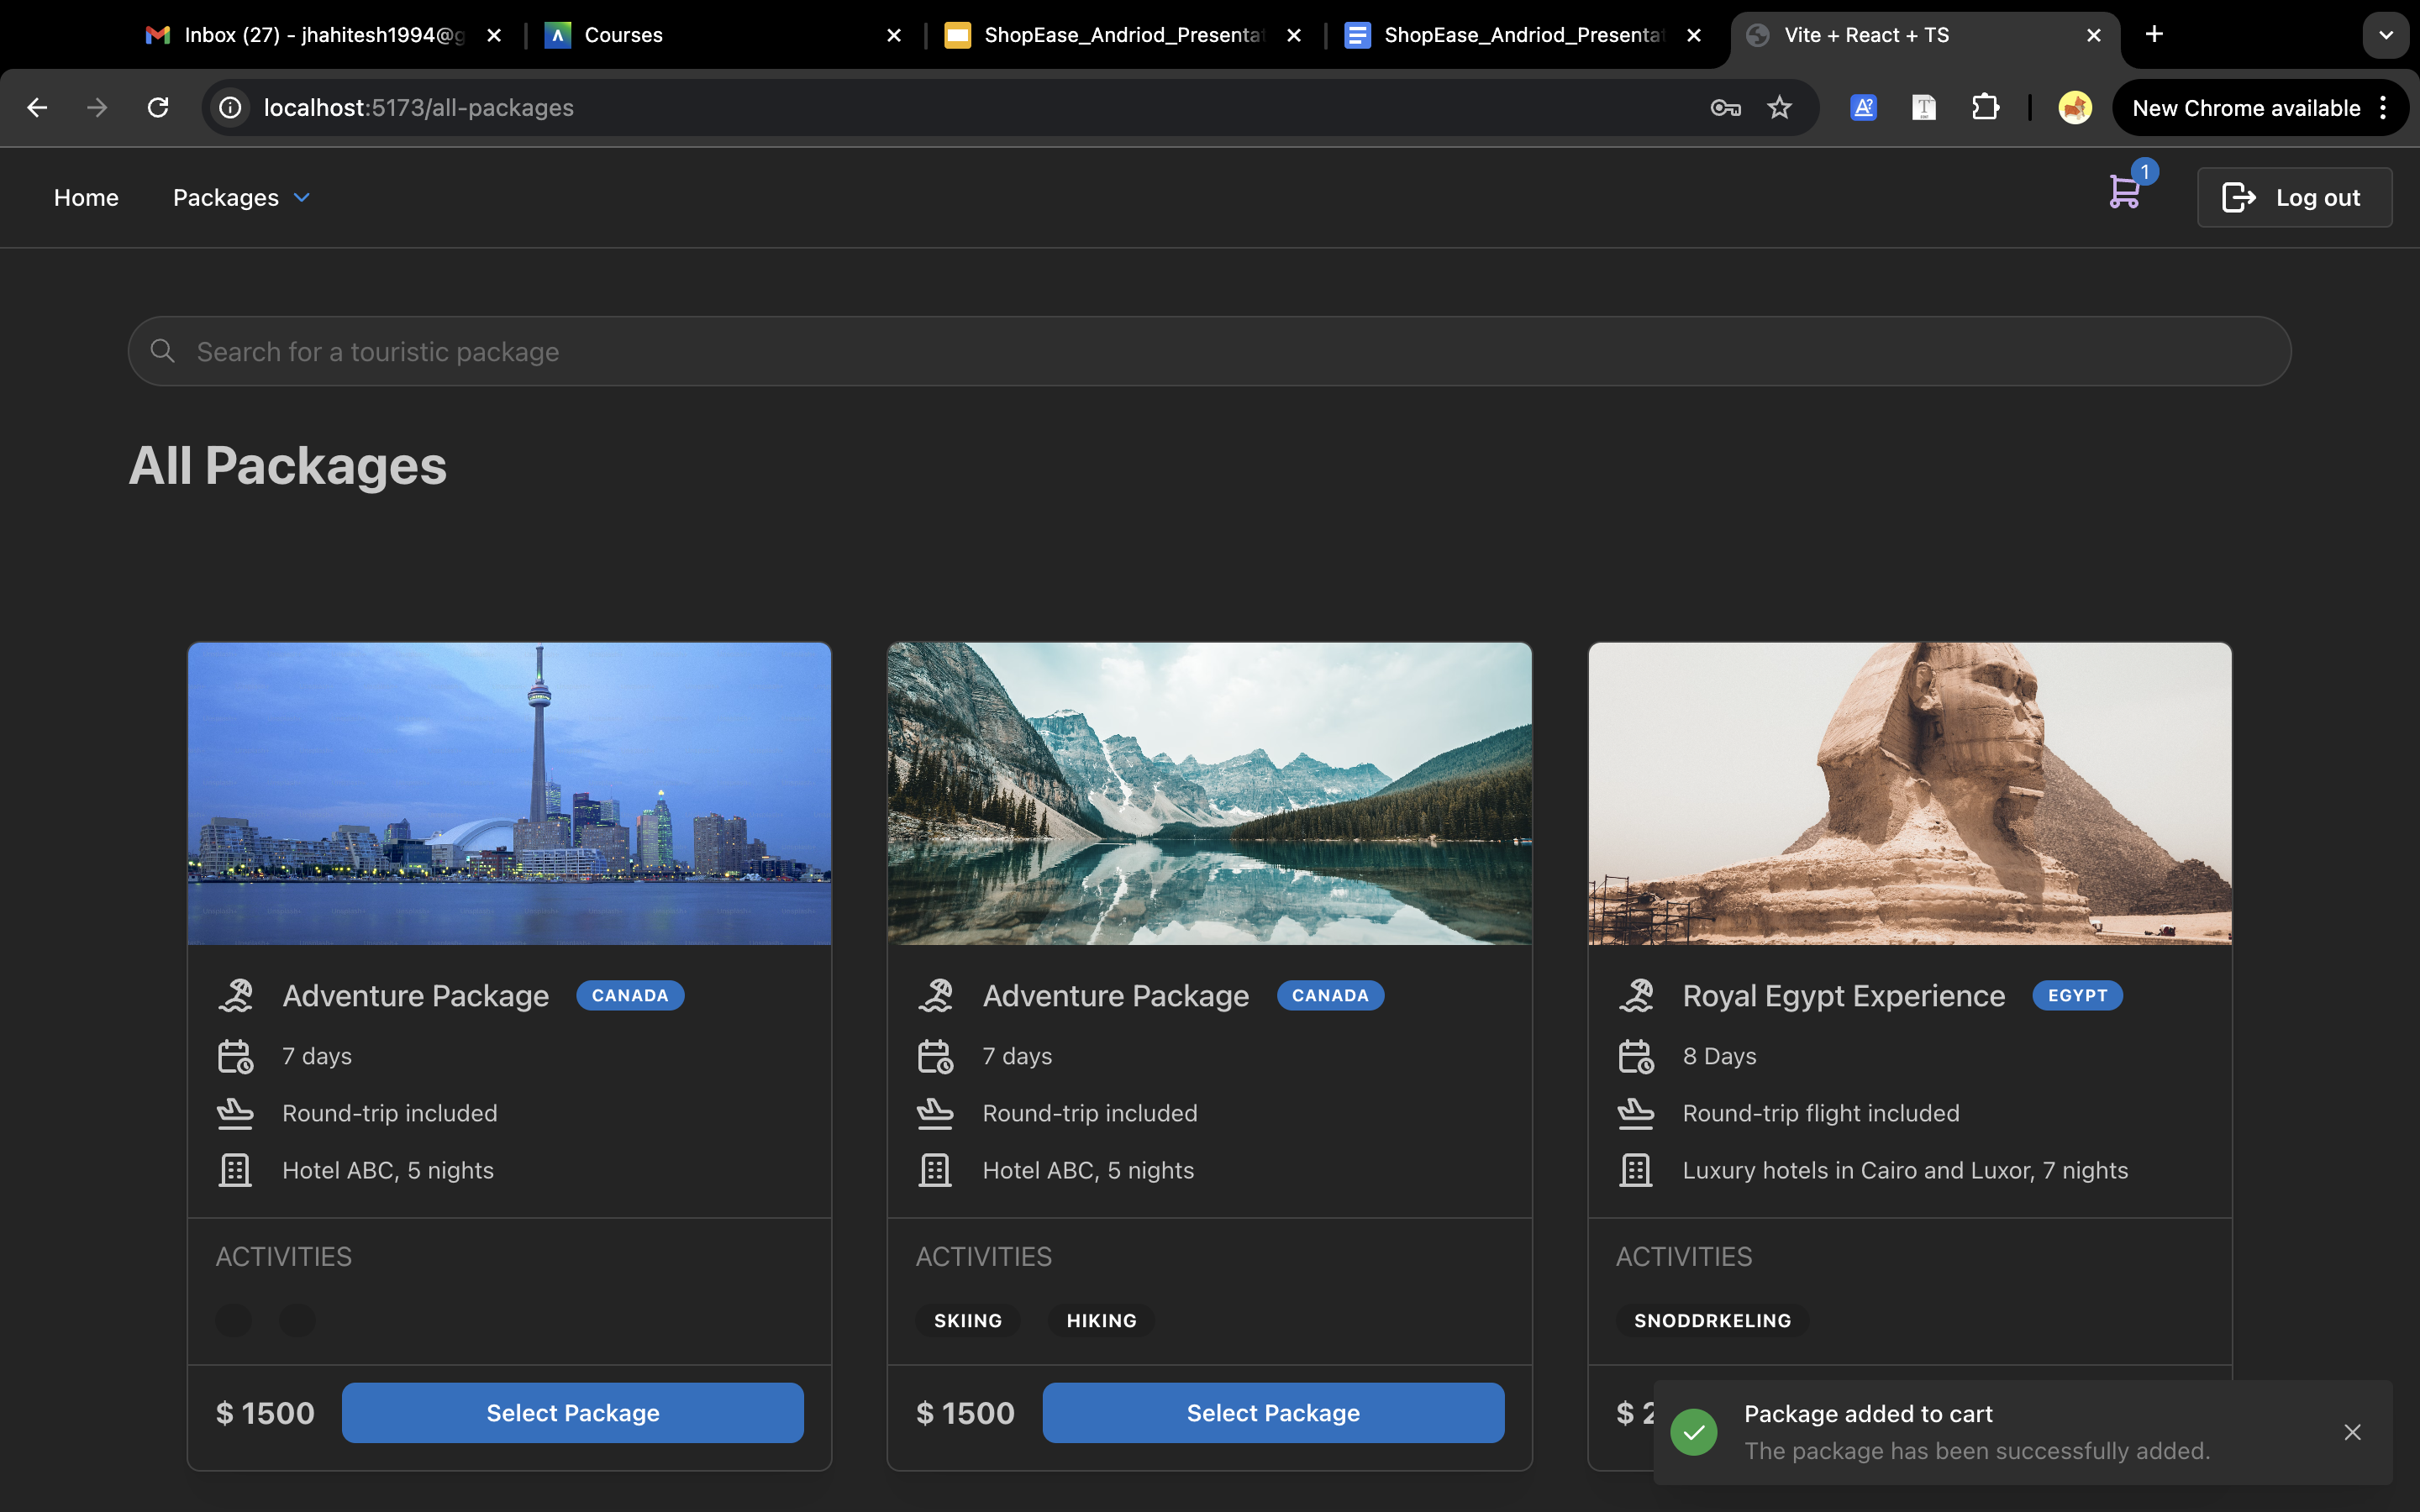 Inbox (27) - jhahitesh1994@g
Courses
ShopEase_Andriod_Presenta
ShopEase_Andriod_Presenta
Vite + React + TS
localhost:5173/all-packages
New Chrome available
Home
Packages
1
Log out
Search for a touristic package
All Packages
Adventure Package
CANADA
7 days
Round-trip included
Hotel ABC, 5 nights
ACTIVITIES
$ 1500
Select Package
Adventure Package
CANADA
7 days
Round-trip included
Hotel ABC, 5 nights
ACTIVITIES
SKIING
HIKING
$ 1500
Select Package
Royal Egypt Experience
EGYPT
8 Days
Round-trip flight included
Luxury hotels in Cairo and Luxor, 7 nights
ACTIVITIES
SNODDRKELING
$ 2
Package added to cart
The package has been successfully added.